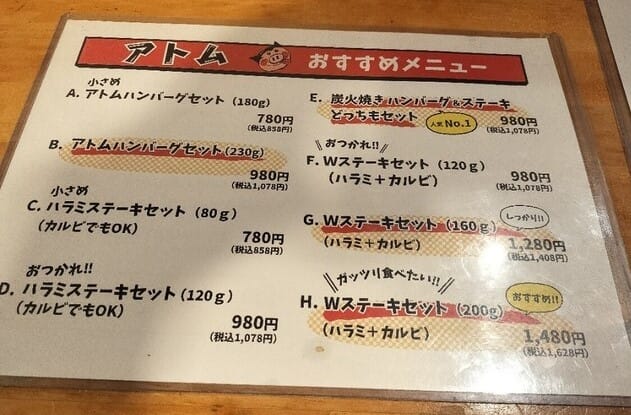 アトム おすすめメニュー
小さめ
A. アトムハンバーグセット(180g)
780円
(税込858円)
B. アトムハンバーグセット(230g)
980円
(税込1,078円)
小さめ
C. ハラミステーキセット(80g)
(カルビでもOK)
780円
(税込858円)
おつかれ!!
D. ハラミステーキセット(120g)
(カルビでもOK)
980円
(税込1,078円)
E. 炭火焼きハンバーグ&ステーキ
どっちもセット 人気No.1 980円
(税込1,078円)
おつかれ!!
F. Wステーキセット(120g)
(ハラミ+カルビ) 980円
(税込1,078円)
しっかり!!
G. Wステーキセット(160g)
(ハラミ+カルビ) 1,280円
(税込1,408円)
ガッツリ食べたい!!
おすすめ!!
H. Wステーキセット(200g)
(ハラミ+カルビ) 1,480円
(税込1,628円)